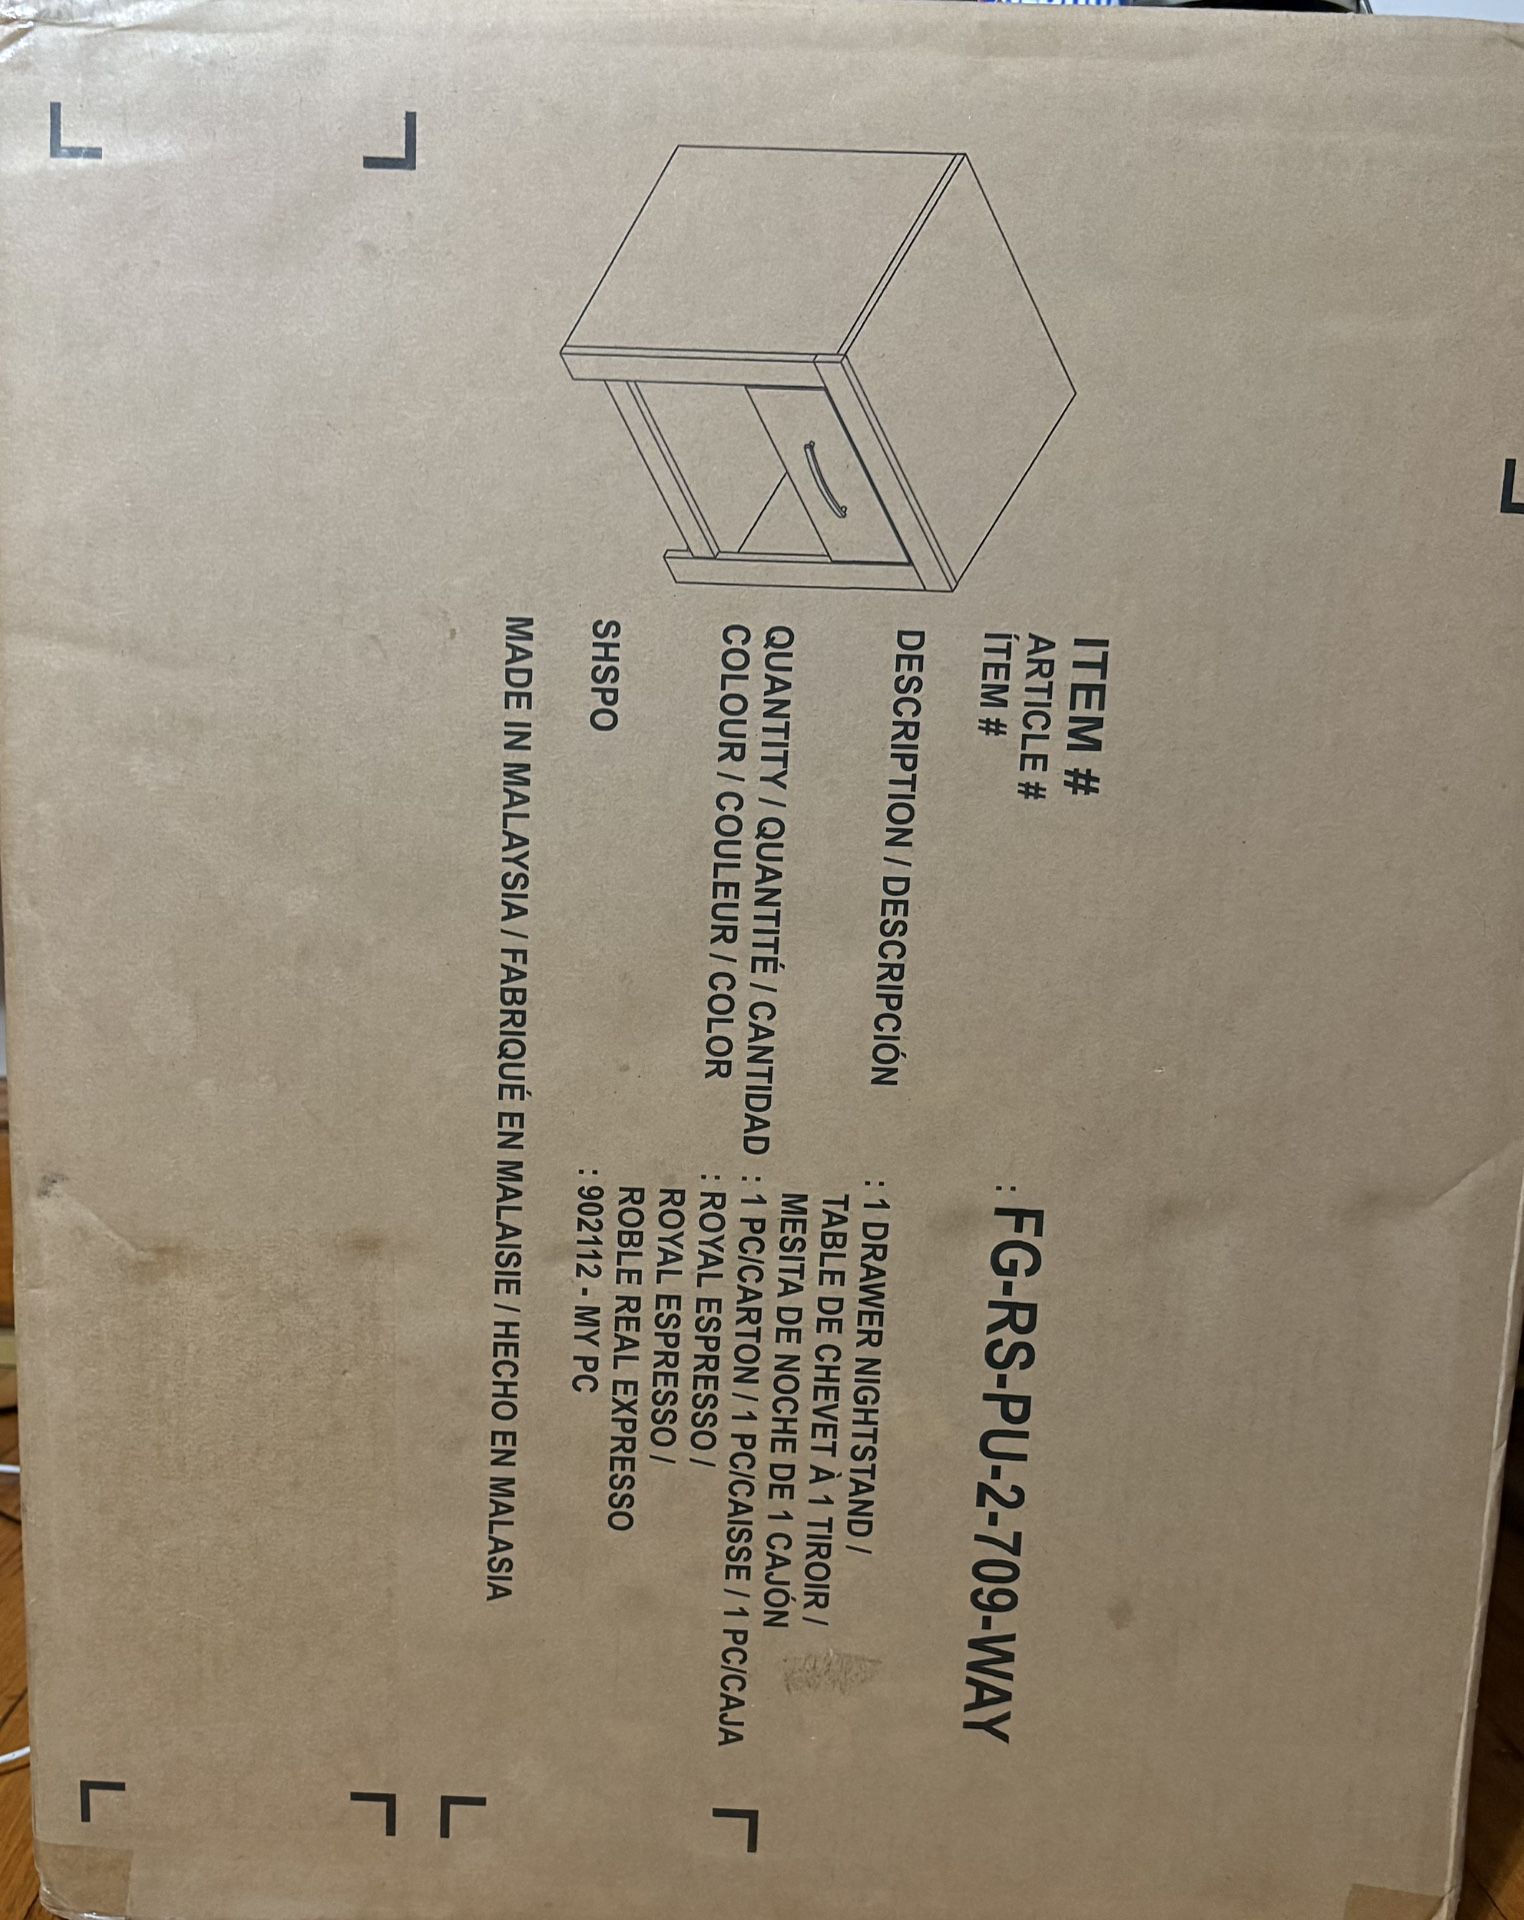 ITEM # : FG-RS-PU-2-709-WAY
ARTICLE #
ÍTEM #
DESCRIPTION / DESCRIPCIÓN : 1 DRAWER NIGHTSTAND /
TABLE DE CHEVET À 1 TIROIR /
MESITA DE NOCHE DE 1 CAJÓN
QUANTITY / QUANTITÉ / CANTIDAD : 1 PC/CARTON / 1 PC/CAISSE / 1 PC/CAJA
COLOUR / COULEUR / COLOR : ROYAL ESPRESSO /
ROYAL ESPRESSO /
ROBLE REAL EXPRESSO
SHSPO : 902112 - MY PC
MADE IN MALAYSIA / FABRIQUÉ EN MALAISIE / HECHO EN MALASIA